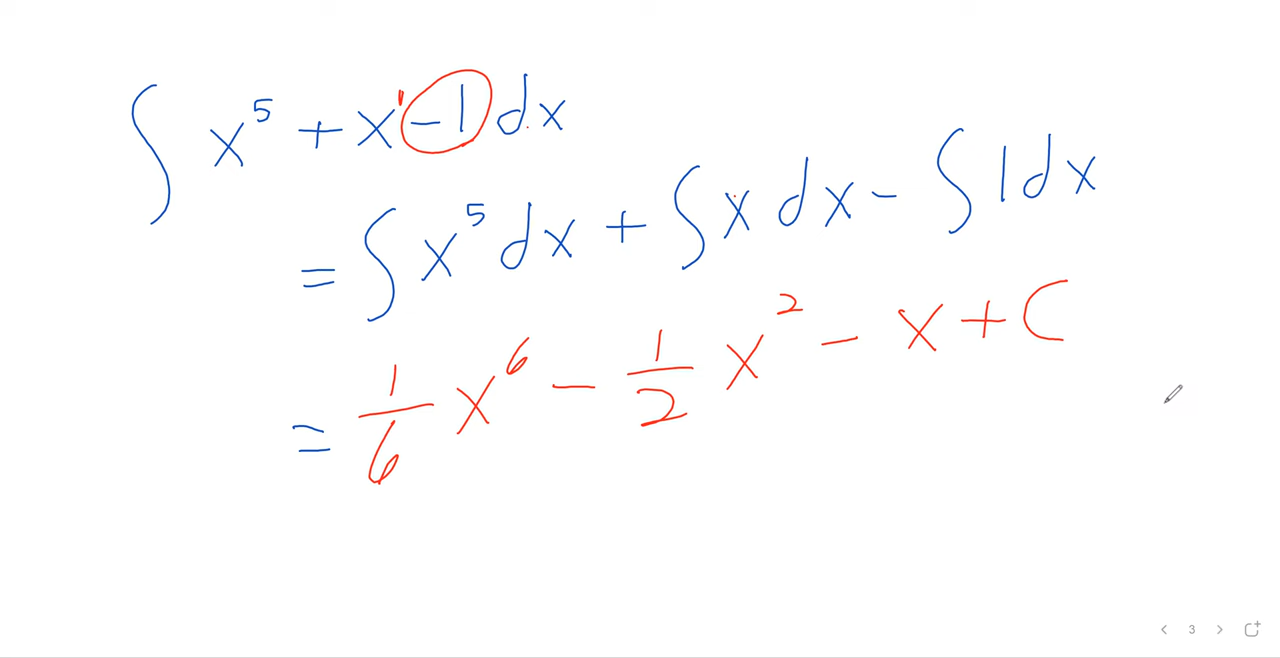 ∫ x⁵ + x¹ - 1 dx
= ∫ x⁵ dx + ∫ x dx - ∫ 1 dx
= 1/6 x⁶ - 1/2 x² - x + C
3